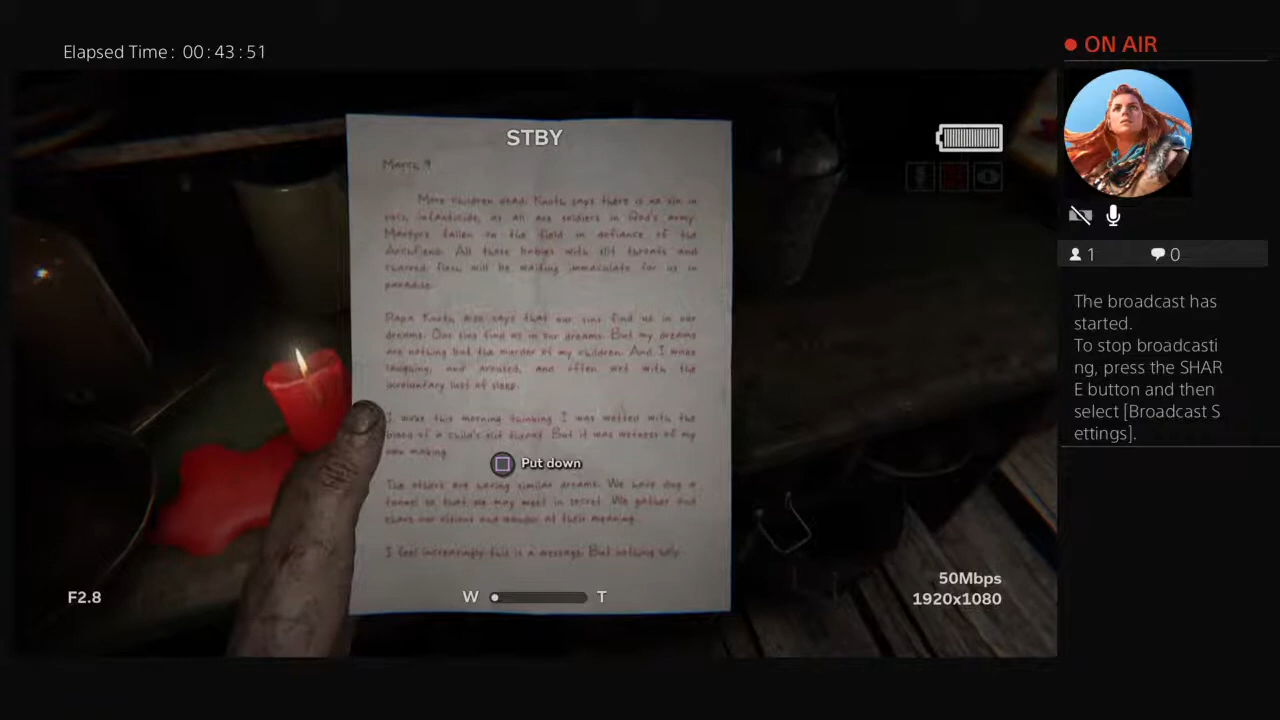 Elapsed Time: 00:43:51
ON AIR
STBY
March 9
More children dead. Knoth says there is no sin in
infanticide, as all are soldiers in God's army.
Martyrs fallen on the field in defiance of the
All these babies with slit throats and
charred flesh will be waiting immaculate for us in
paradise.
Papa Knoth also says that our sins find us in our
dreams. Our sins find us in our dreams. But my dreams
are nothing but the murder of my children. And I wake
laughing, and aroused, and often wet with the
involuntary lust of sleep.
I woke this morning thinking I was wetted with the
blood of a child's slit throat. But it was wetness of my
own making.
Put down
The others are having similar dreams. We have dug a
tunnel so that we may meet in secret. We gather and
share our visions and wonder at their meaning.
I feel increasingly this is a message. But nothing holy
W T
F2.8
50Mbps
1920x1080
1
0
The broadcast has
started.
To stop broadcasti
ng, press the SHAR
E button and then
select [Broadcast S
ettings].